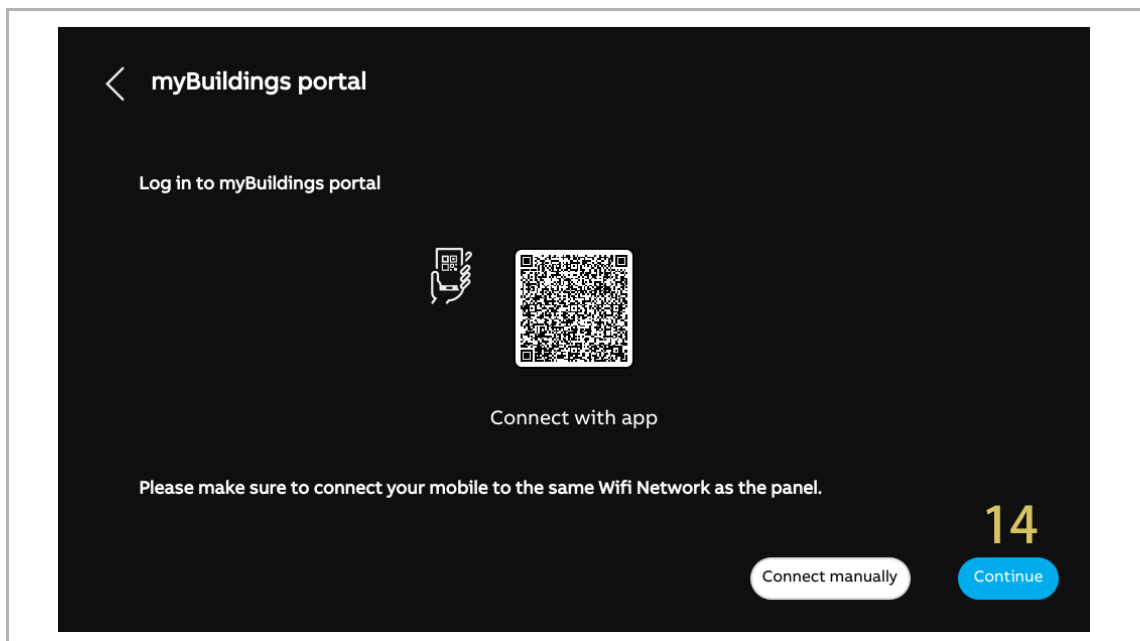 myBuildings portal
Log in to myBuildings portal
Connect with app
Please make sure to connect your mobile to the same Wifi Network as the panel.
14
Connect manually
Continue